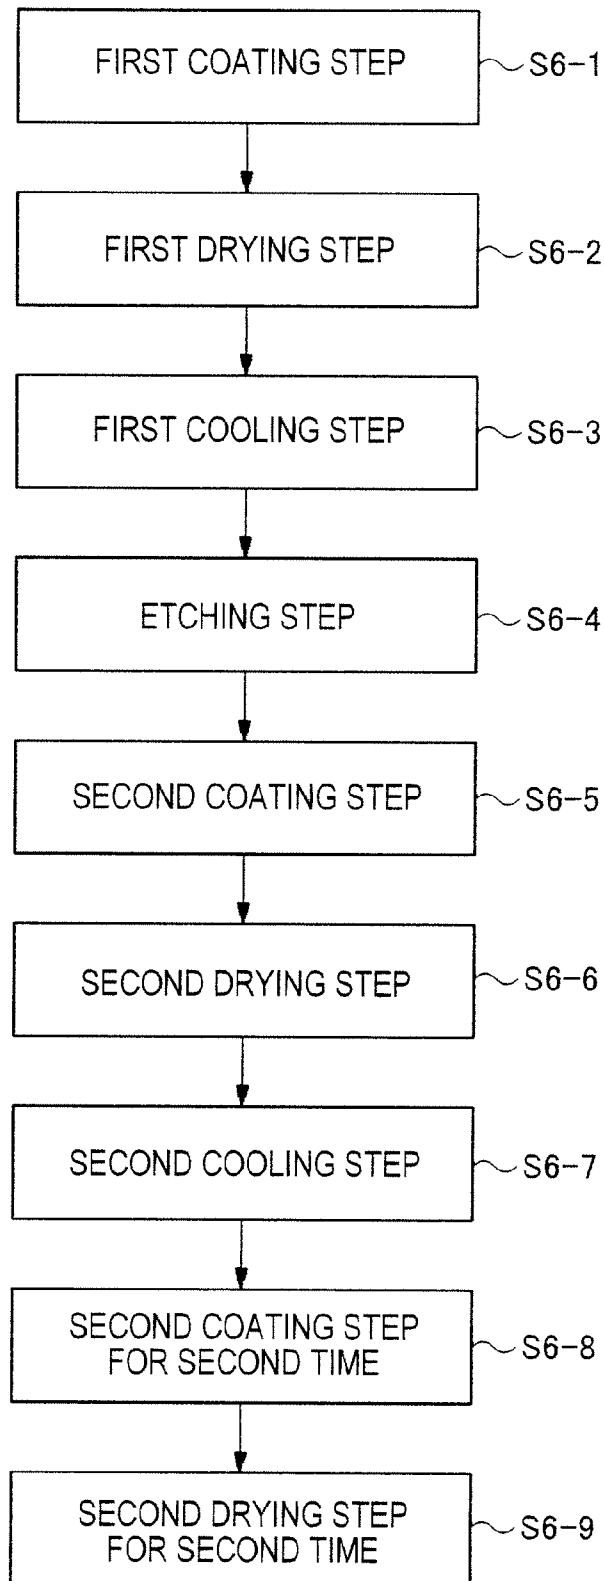 FIRST COATING STEP
S6-1
FIRST DRYING STEP
S6-2
FIRST COOLING STEP
S6-3
ETCHING STEP
S6-4
SECOND COATING STEP
S6-5
SECOND DRYING STEP
S6-6
SECOND COOLING STEP
S6-7
SECOND COATING STEP
FOR SECOND TIME
S6-8
SECOND DRYING STEP
FOR SECOND TIME
S6-9